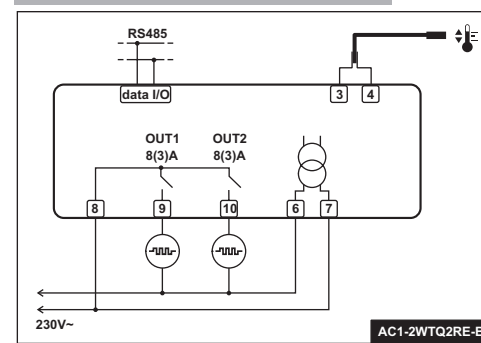 RS485
data I/O
3 4
OUT1 OUT2
8(3)A 8(3)A
8 9 10 6 7
230V~
AC1-2WTQ2RE-B